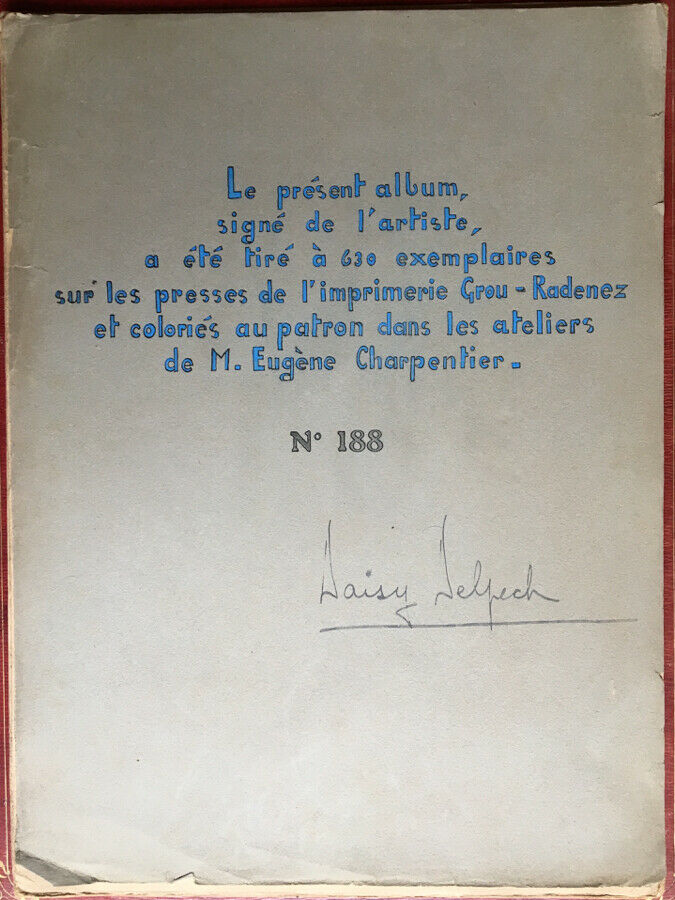 Le présent album,
signé de l'artiste,
a été tiré à 630 exemplaires
sur les presses de l'imprimerie Grou-Radenez
et coloriés au patron dans les ateliers
de M. Eugène Charpentier.
N° 188
Daisy Delpech